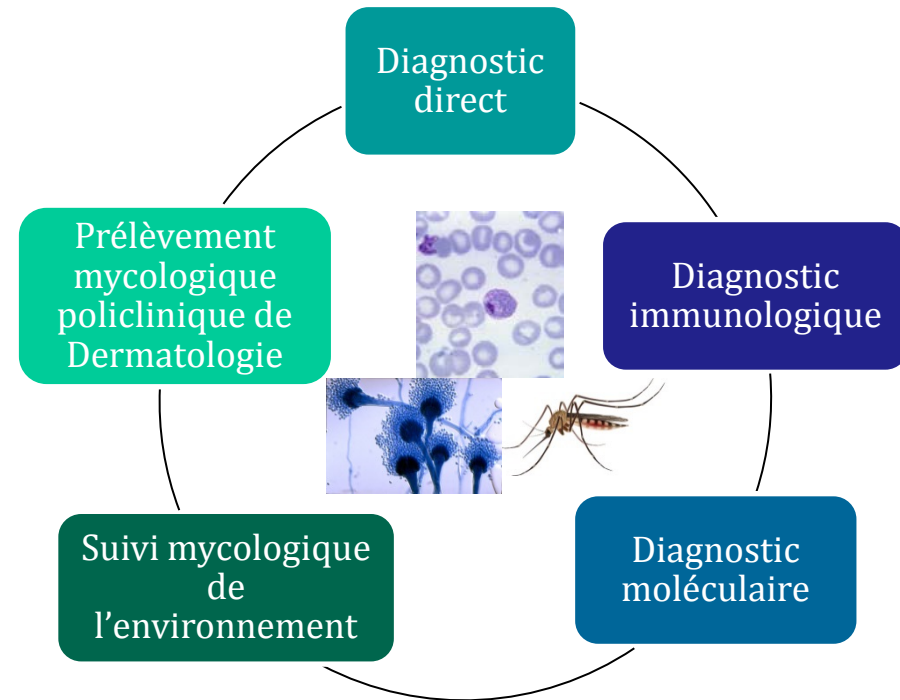 Diagnostic
direct
Diagnostic
immunologique
Diagnostic
moléculaire
Suivi mycologique
de
l’environnement
Prélèvement
mycologique
policlinique de
Dermatologie